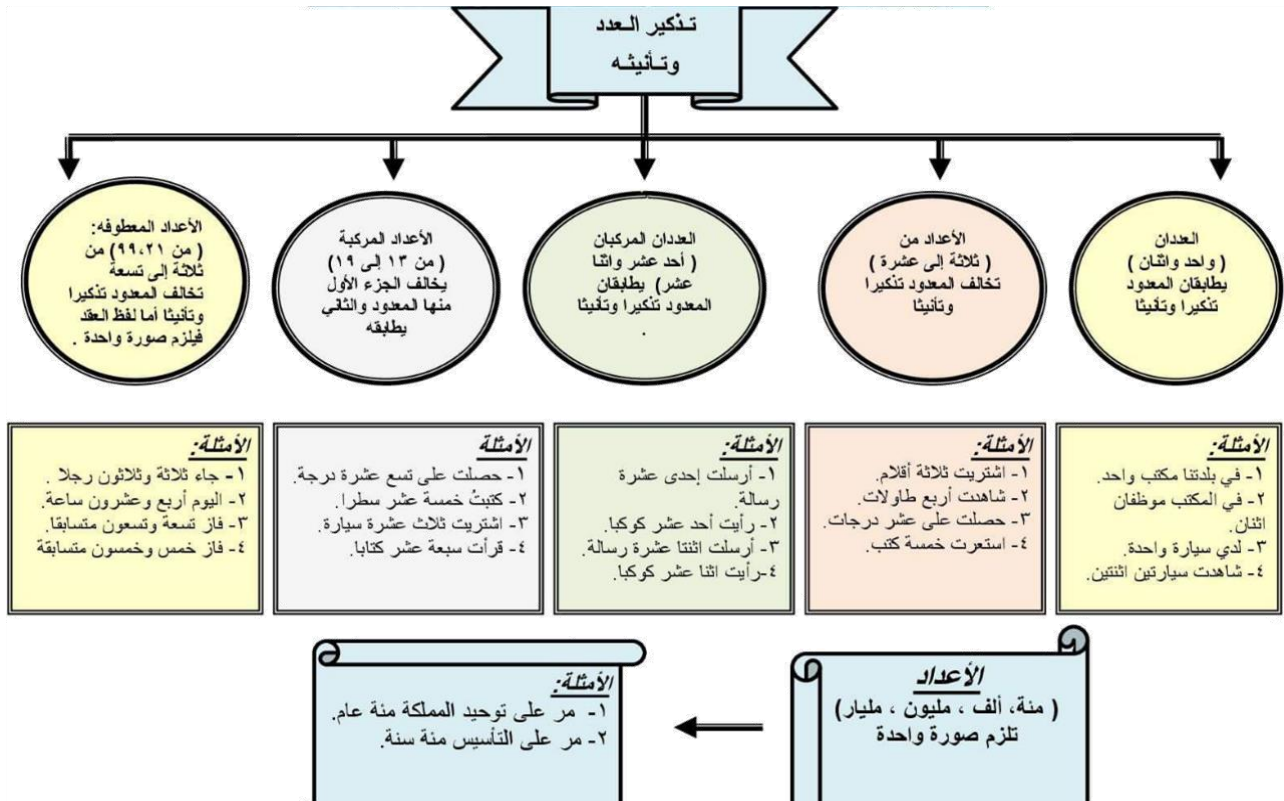 تـذكير الـعدد
وتـأنيثـه
العددان
( واحد واثنان )
يطابقان المعدود
تذكيرا وتأنيثا
الأعداد من
( ثلاثة إلى عشرة )
تخالف المعدود تذكيرا
وتأنيثا
العددان المركبان
( أحد عشر واثنا
عشر) يطابقان
المعدود تذكيرا وتأنيثا
.
الأعداد المركبة
( من ١٣ إلى ١٩)
يخالف الجزء الأول
منها المعدود والثاني
يطابقه
الأعداد المعطوفه:
( من ٩٩،٢١) من
ثلاثة إلى تسعة
تخالف المعدود تذكيرا
وتأنيثا أما لفظ العقد
فيلزم صورة واحدة .
الأمثلة:
١- في بلدتنا مكتب واحد.
٢- في المكتب موظفان
اثنان.
٣- لدي سيارة واحدة.
٤- شاهدت سيارتين اثنتين.
الأمثلة:
١- اشتريت ثلاثة أقلام.
٢- شاهدت أربع طاولات.
٣- حصلت على عشر درجات.
٤- استعرت خمسة كتب.
الأمثلة:
١- أرسلت إحدى عشرة
رسالة.
٢- رأيت أحد عشر كوكبا.
٣- أرسلت اثنتا عشرة رسالة.
٤-رأيت اثنا عشر كوكبا.
الأمثلة
١- حصلت على تسع عشرة درجة.
٢- كتبتُ خمسة عشر سطرا.
٣- اشتريت ثلاث عشرة سيارة.
٤- قرأت سبعة عشر كتابا.
الأمثلة:
١- جاء ثلاثة وثلاثون رجلا .
٢- اليوم أربع وعشرون ساعة.
٣- فاز تسعة وتسعون متسابقا.
٤- فاز خمس وخمسون متسابقة
الأعداد
( مئة، ألف ، مليون ، مليار)
تلزم صورة واحدة
الأمثلة:
١- مر على توحيد المملكة مئة عام.
٢- مر على التأسيس مئة سنة.